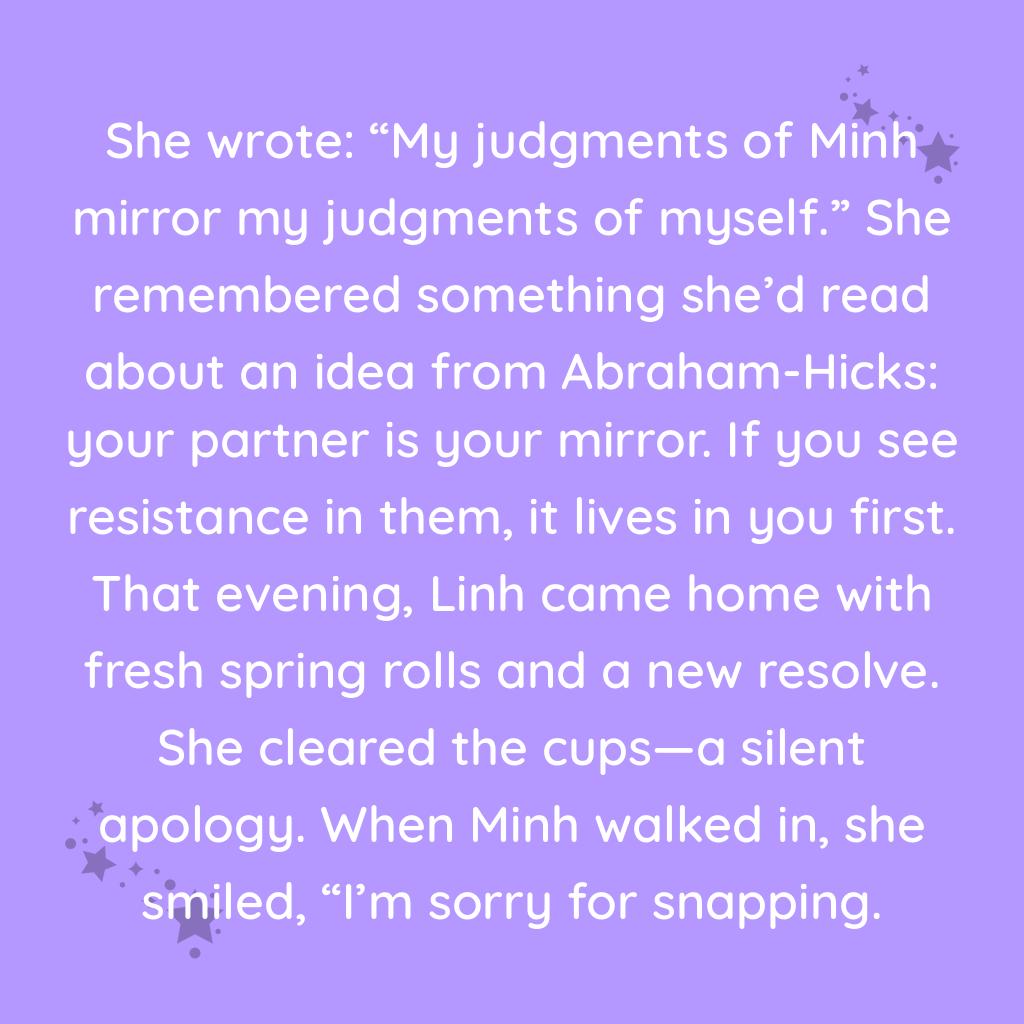 She wrote: “My judgments of Minh
mirror my judgments of myself.” She
remembered something she’d read
about an idea from Abraham-Hicks:
your partner is your mirror. If you see
resistance in them, it lives in you first.
That evening, Linh came home with
fresh spring rolls and a new resolve.
She cleared the cups—a silent
apology. When Minh walked in, she
smiled, “I’m sorry for snapping.